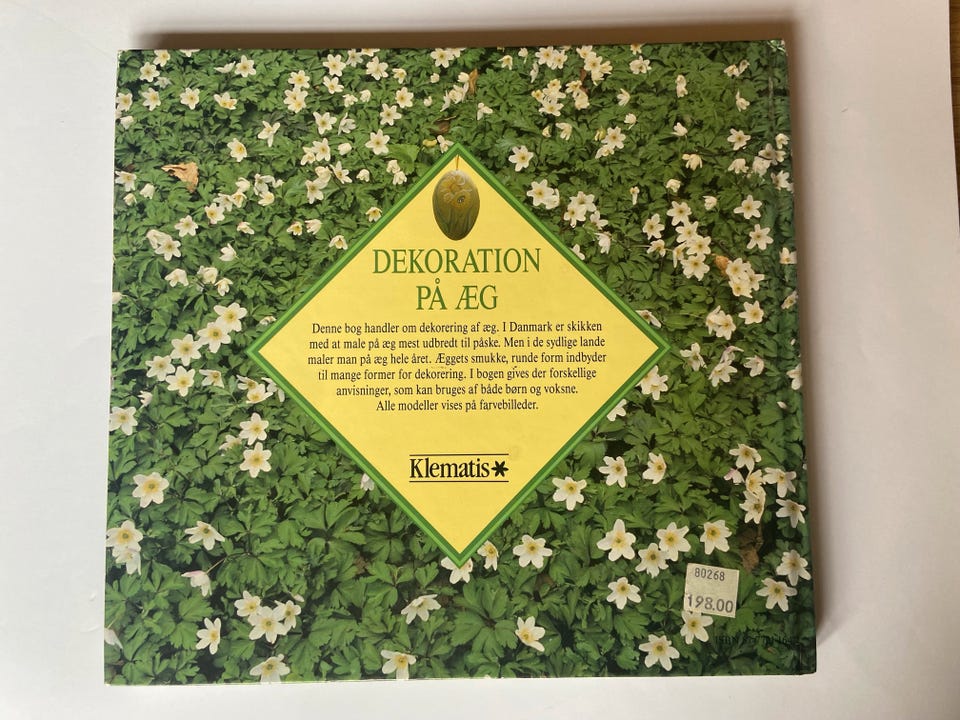 DEKORATION
PÅ ÆG
Denne bog handler om dekorering af æg. I Danmark er skikken
med at male på æg mest udbredt til påske. Men i de sydlige lande
maler man på æg hele året. Æggets smukke, runde form indbyder
til mange former for dekorering. I bogen gives der forskellige
anvisninger, som kan bruges af både børn og voksne.
Alle modeller vises på farvebilleder.
Klematis*
80268
198.00
ISBN